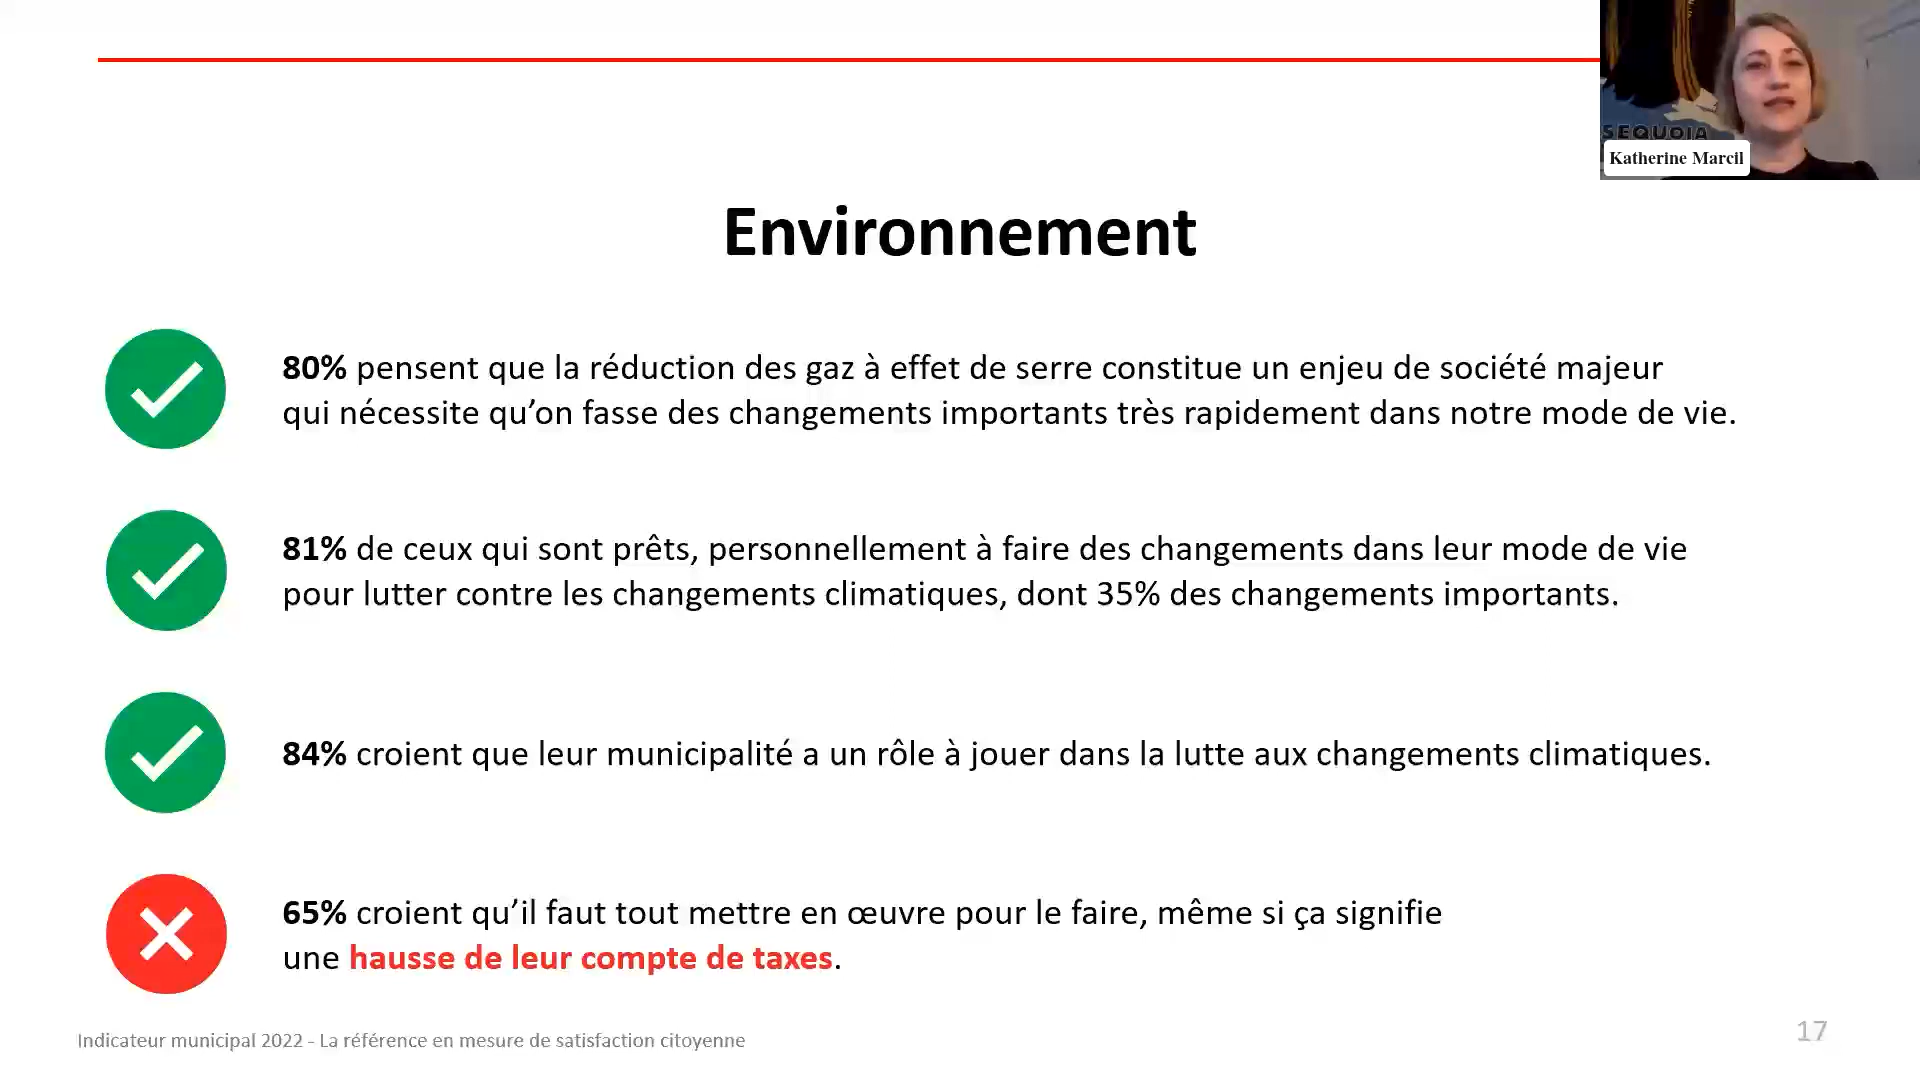 SEQUOIA
Katherine Marcil
Environnement
80% pensent que la réduction des gaz à effet de serre constitue un enjeu de société majeur
qui nécessite qu’on fasse des changements importants très rapidement dans notre mode de vie.
81% de ceux qui sont prêts, personnellement à faire des changements dans leur mode de vie
pour lutter contre les changements climatiques, dont 35% des changements importants.
84% croient que leur municipalité a un rôle à jouer dans la lutte aux changements climatiques.
65% croient qu’il faut tout mettre en œuvre pour le faire, même si ça signifie
une hausse de leur compte de taxes.
Indicateur municipal 2022 - La référence en mesure de satisfaction citoyenne
17